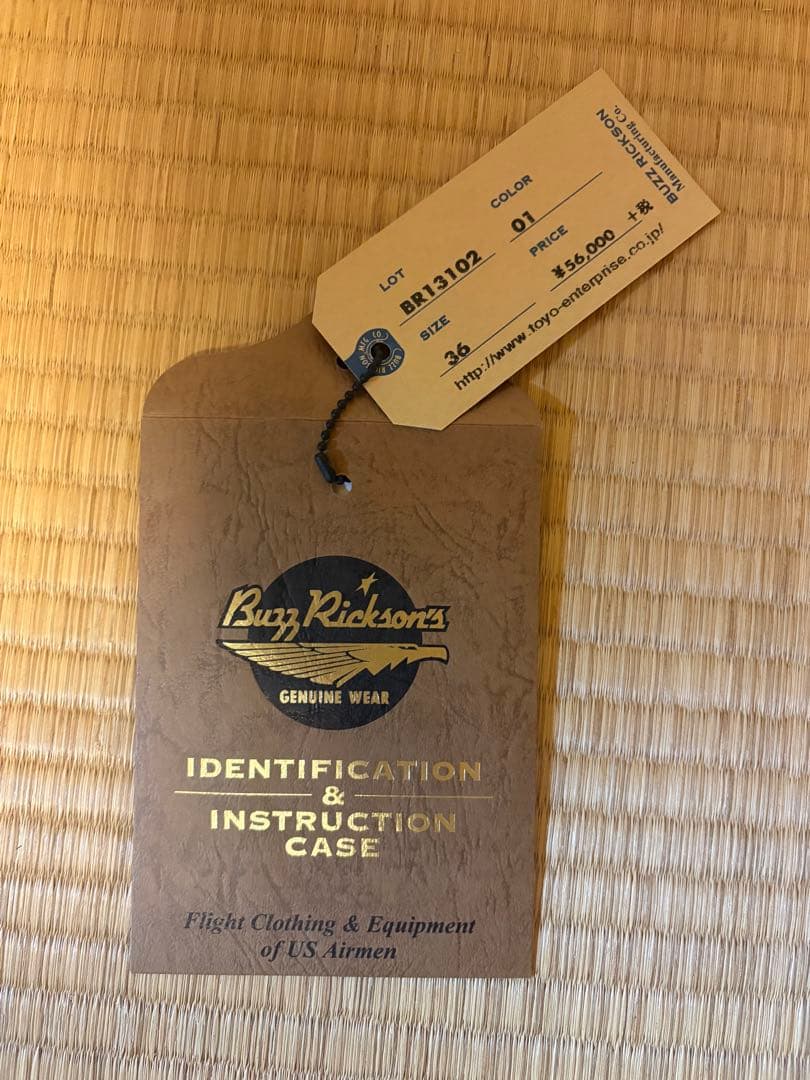 BUZZ RICKSON
Manufacturing Co.
LOT
BR13102
COLOR
01
SIZE
36
PRICE
¥56,000 +税
http://www.toyo-enterprise.co.jp/
Buzz Rickson's
GENUINE WEAR
IDENTIFICATION
&
INSTRUCTION
CASE
Flight Clothing & Equipment
of US Airmen